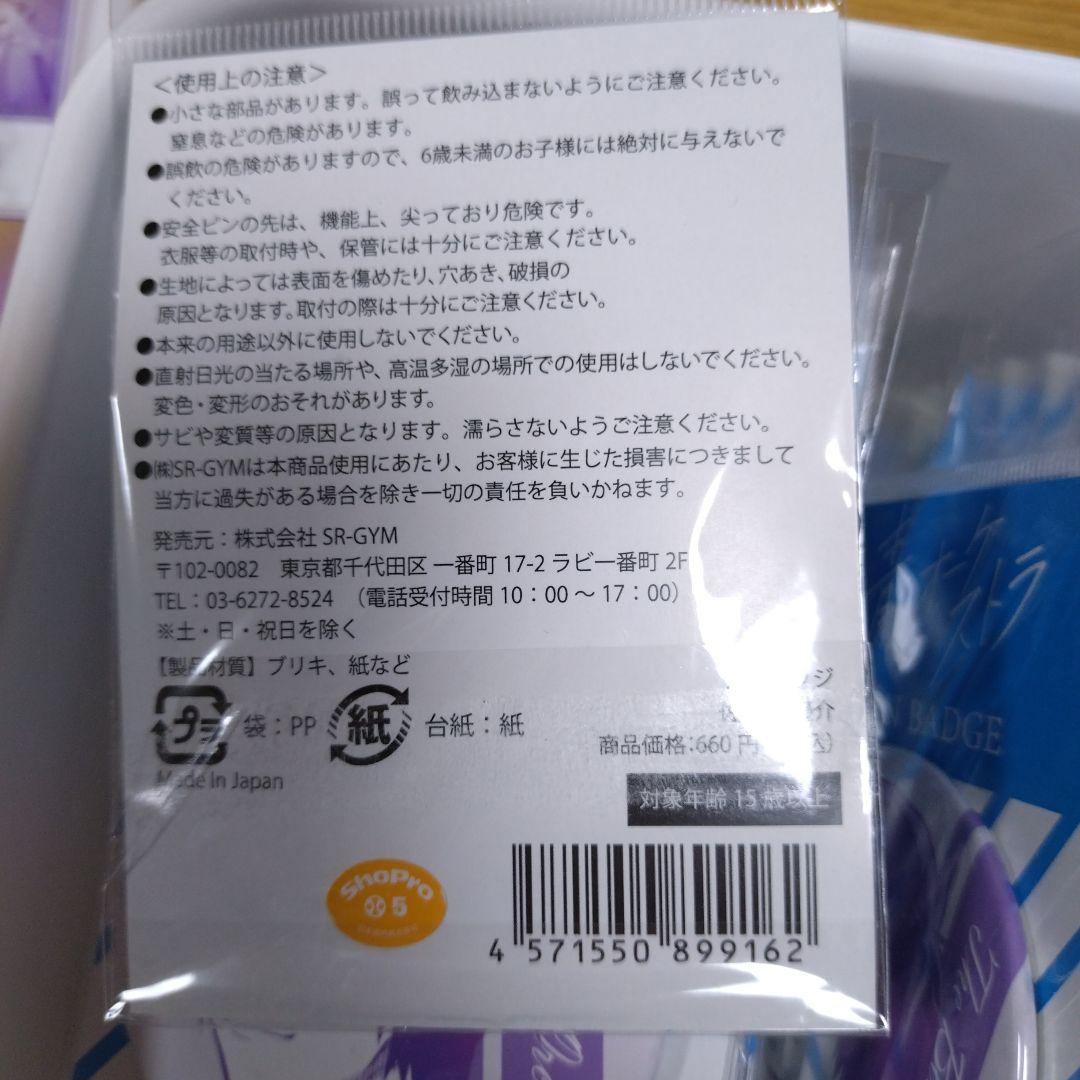 ＜使用上の注意＞
●小さな部品があります。誤って飲み込まないようにご注意ください。
窒息などの危険があります。
●誤飲の危険がありますので、6歳未満のお子様には絶対に与えないで
ください。
●安全ピンの先は、機能上、尖っており危険です。
衣服等の取付時や、保管には十分にご注意ください。
●生地によっては表面を傷めたり、穴あき、破損の
原因となります。取付の際は十分にご注意ください。
●本来の用途以外に使用しないでください。
●直射日光の当たる場所や、高温多湿の場所での使用はしないでください。
変色・変形のおそれがあります。
●サビや変質等の原因となります。濡らさないようご注意ください。
●㈱SR-GYMは本商品使用にあたり、お客様に生じた損害につきまして
当方に過失がある場合を除き一切の責任を負いかねます。
発売元：株式会社 SR-GYM
〒102-0082 東京都千代田区 一番町 17-2 ラビー番町 2F
TEL：03-6272-8524 （電話受付時間 10：00 ～ 17：00）
※土・日・祝日を除く
【製品材質】ブリキ、紙など
ジ
プラ 袋：PP 紙 台紙：紙
介
商品価格：660 円 込）
Made In Japan
対象年齢 15 歳以上
ShoPro
5
4 571550 899162
オーケ
ストラ
BADGE
The